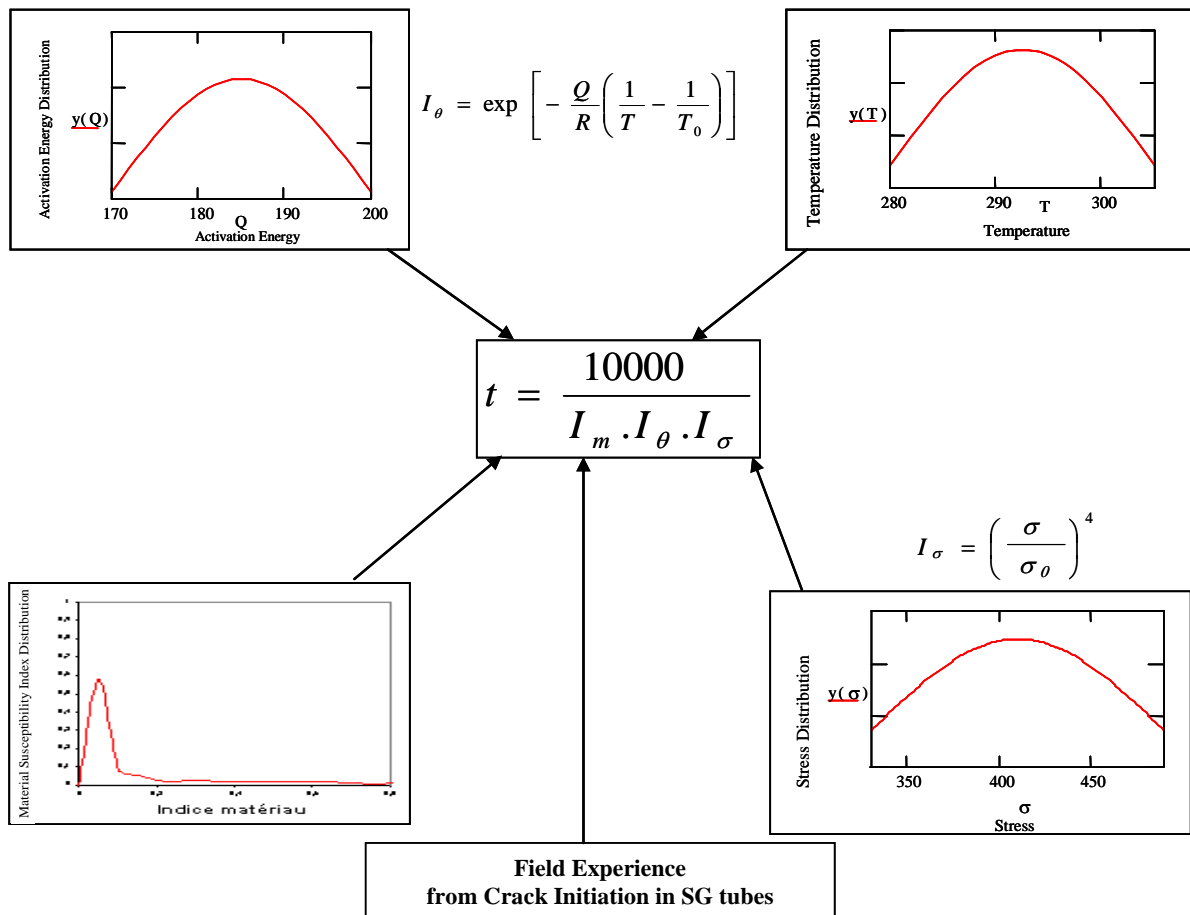 Activation Energy Distribution
y(Q)
170 180 190 200
Q
Activation Energy
I_θ = exp [ - Q/R ( 1/T - 1/T_0 ) ]
Temperature Distribution
y(T)
280 290 300
T
Temperature
t = 10000 / I_m . I_θ . I_σ
I_σ = ( σ / σ_0 )^4
Material Susceptibility Index Distribution
Indice matériau
Stress Distribution
y(σ)
350 400 450
σ
Stress
Field Experience
from Crack Initiation in SG tubes